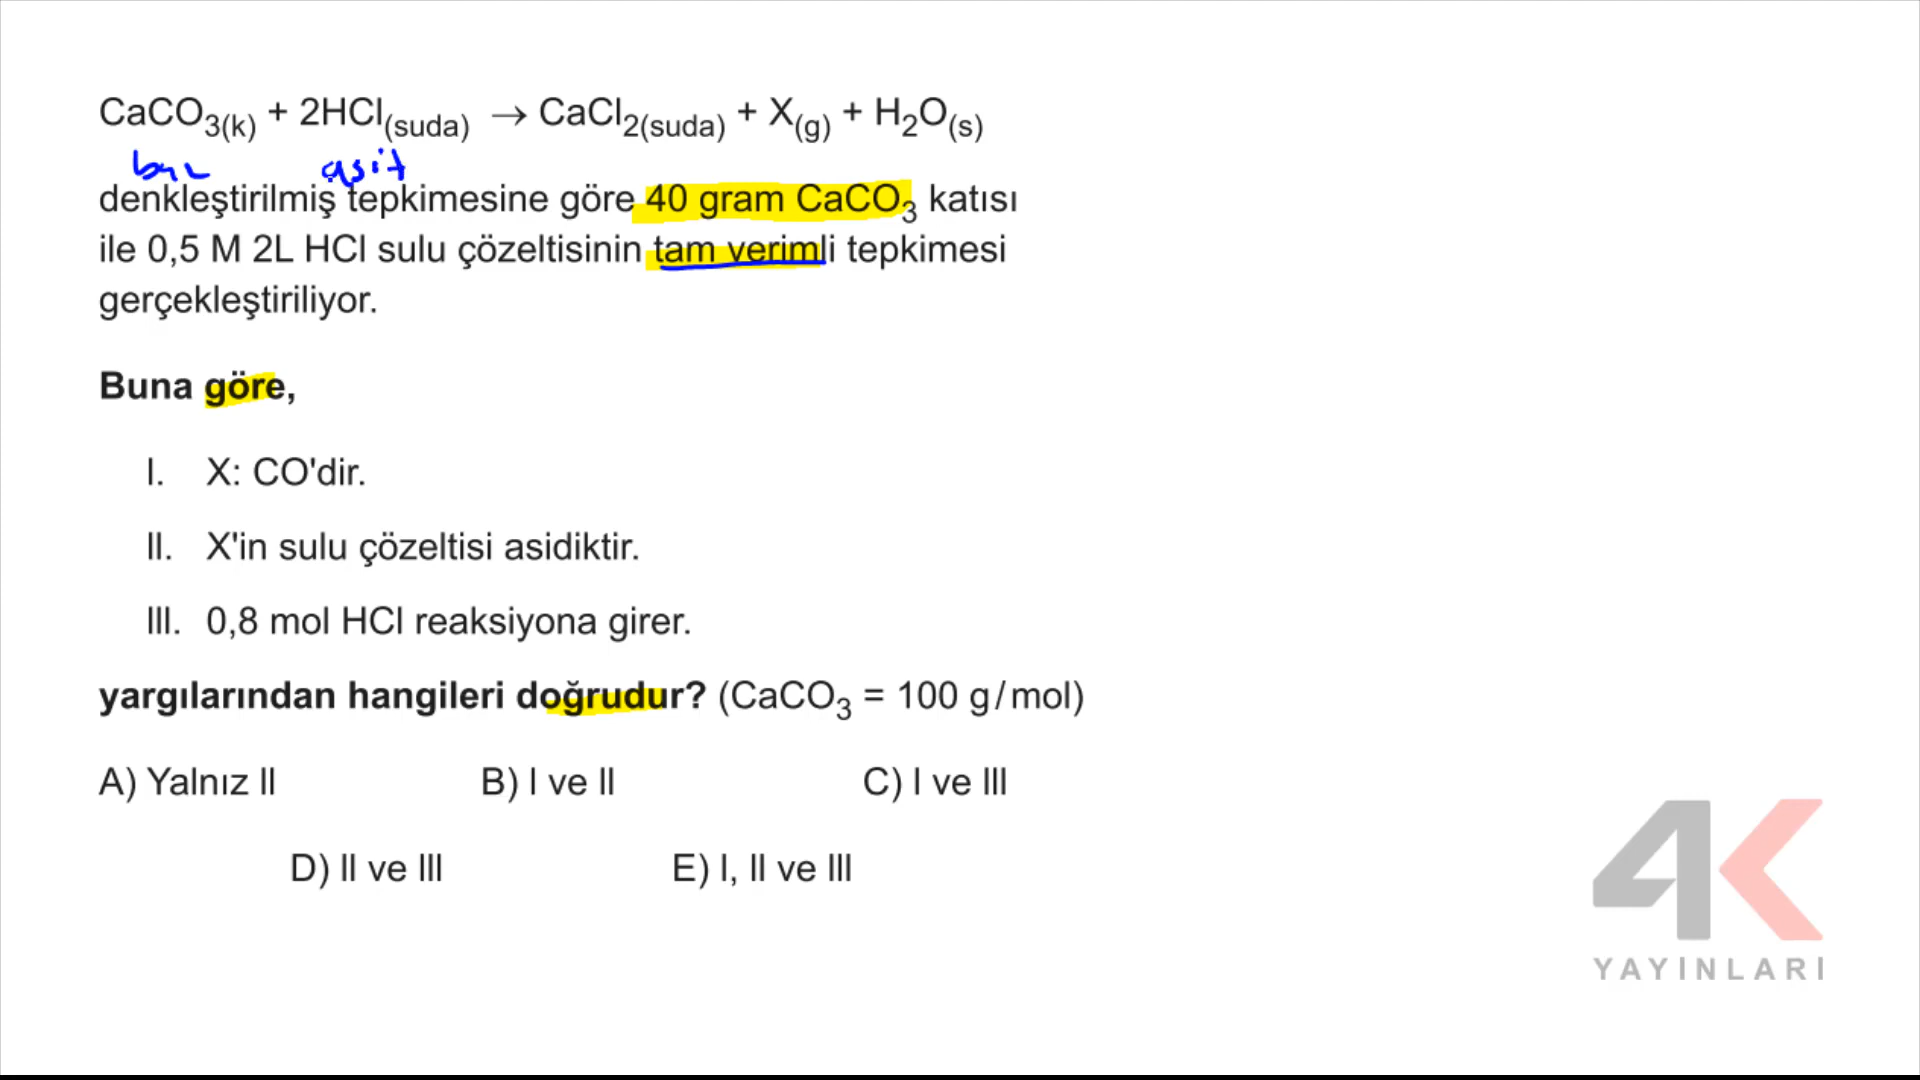 CaCO3(k) + 2HCl(suda) → CaCl2(suda) + X(g) + H2O(s)
baz asit
denkleştirilmiş tepkimesine göre 40 gram CaCO3 katısı
ile 0,5 M 2L HCl sulu çözeltisinin tam verimli tepkimesi
gerçekleştiriliyor.
Buna göre,
I. X: CO'dir.
II. X'in sulu çözeltisi asidiktir.
III. 0,8 mol HCl reaksiyona girer.
yargılarından hangileri doğrudur? (CaCO3 = 100 g/mol)
A) Yalnız II B) I ve II C) I ve III
D) II ve III E) I, II ve III
4K
YAYINLARI